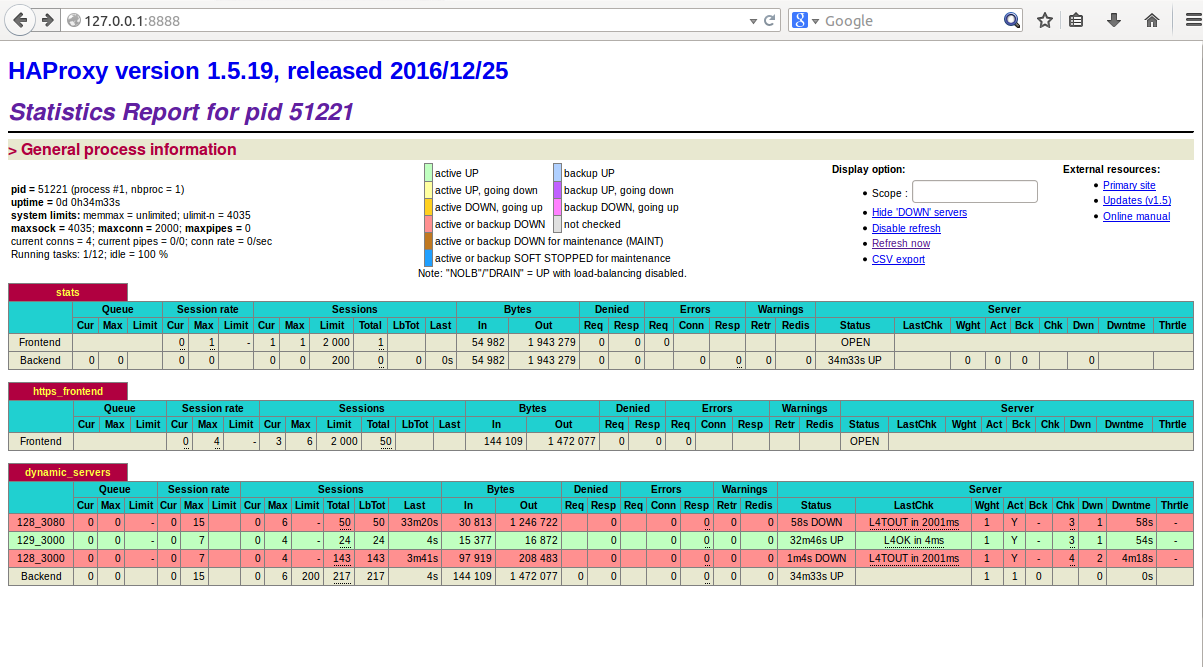 127.0.0.1:8888
Google
HAProxy version 1.5.19, released 2016/12/25
Statistics Report for pid 51221
> General process information
pid = 51221 (process #1, nbproc = 1)
uptime = 0d 0h34m33s
system limits: memmax = unlimited; ulimit-n = 4035
maxsock = 4035; maxconn = 2000; maxpipes = 0
current conns = 4; current pipes = 0/0; conn rate = 0/sec
Running tasks: 1/12; idle = 100 %
active UP backup UP
active UP, going down backup UP, going down
active DOWN, going up backup DOWN, going up
active or backup DOWN not checked
active or backup DOWN for maintenance (MAINT)
active or backup SOFT STOPPED for maintenance
Note: "NOLB"/"DRAIN" = UP with load-balancing disabled.
Display option:
• Scope :
• Hide 'DOWN' servers
• Disable refresh
• Refresh now
• CSV export
External resources:
• Primary site
• Updates (v1.5)
• Online manual
stats
Queue Session rate Sessions Bytes Denied Errors Warnings Server
Cur Max Limit Cur Max Limit Cur Max Limit Total LbTot Last In Out Req Resp Req Conn Resp Retr Redis Status LastChk Wght Act Bck Chk Dwn Dwntme Thrtle
Frontend 0 1 - 1 1 2 000 1 54 982 1 943 279 0 0 0 OPEN
Backend 0 0 0 0 0 0 200 0 0 0s 54 982 1 943 279 0 0 0 0 0 0 34m33s UP 0 0 0 0
https_frontend
Queue Session rate Sessions Bytes Denied Errors Warnings Server
Cur Max Limit Cur Max Limit Cur Max Limit Total LbTot Last In Out Req Resp Req Conn Resp Retr Redis Status LastChk Wght Act Bck Chk Dwn Dwntme Thrtle
Frontend 0 4 - 3 6 2 000 50 144 109 1 472 077 0 0 0 OPEN
dynamic_servers
Queue Session rate Sessions Bytes Denied Errors Warnings Server
Cur Max Limit Cur Max Limit Cur Max Limit Total LbTot Last In Out Req Resp Req Conn Resp Retr Redis Status LastChk Wght Act Bck Chk Dwn Dwntme Thrtle
128_3080 0 0 - 0 15 0 6 - 50 50 33m20s 30 813 1 246 722 0 0 0 0 0 58s DOWN L4TOUT in 2001ms 1 Y - 3 1 58s -
129_3000 0 0 - 0 7 0 4 - 24 24 4s 15 377 16 872 0 0 0 0 0 32m46s UP L4OK in 4ms 1 Y - 3 1 54s -
128_3000 0 0 - 0 7 0 4 - 143 143 3m41s 97 919 208 483 0 0 0 0 0 1m4s DOWN L4TOUT in 2001ms 1 Y - 4 2 4m18s -
Backend 0 0 0 15 0 6 200 217 217 4s 144 109 1 472 077 0 0 0 0 0 0 34m33s UP 1 1 0 0 0s